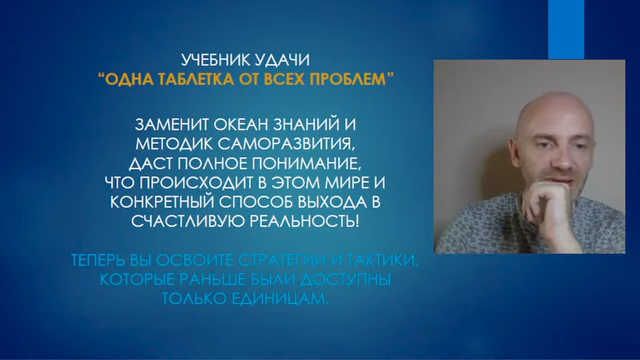 УЧЕБНИК УДАЧИ
“ОДНА ТАБЛЕТКА ОТ ВСЕХ ПРОБЛЕМ”
ЗАМЕНИТ ОКЕАН ЗНАНИЙ И
МЕТОДИК САМОРАЗВИТИЯ,
ДАСТ ПОЛНОЕ ПОНИМАНИЕ,
ЧТО ПРОИСХОДИТ В ЭТОМ МИРЕ И
КОНКРЕТНЫЙ СПОСОБ ВЫХОДА В
СЧАСТЛИВУЮ РЕАЛЬНОСТЬ!
ТЕПЕРЬ ВЫ ОСВОИТЕ СТРАТЕГИИ И ТАКТИКИ,
КОТОРЫЕ РАНЬШЕ БЫЛИ ДОСТУПНЫ
ТОЛЬКО ЕДИНИЦАМ.